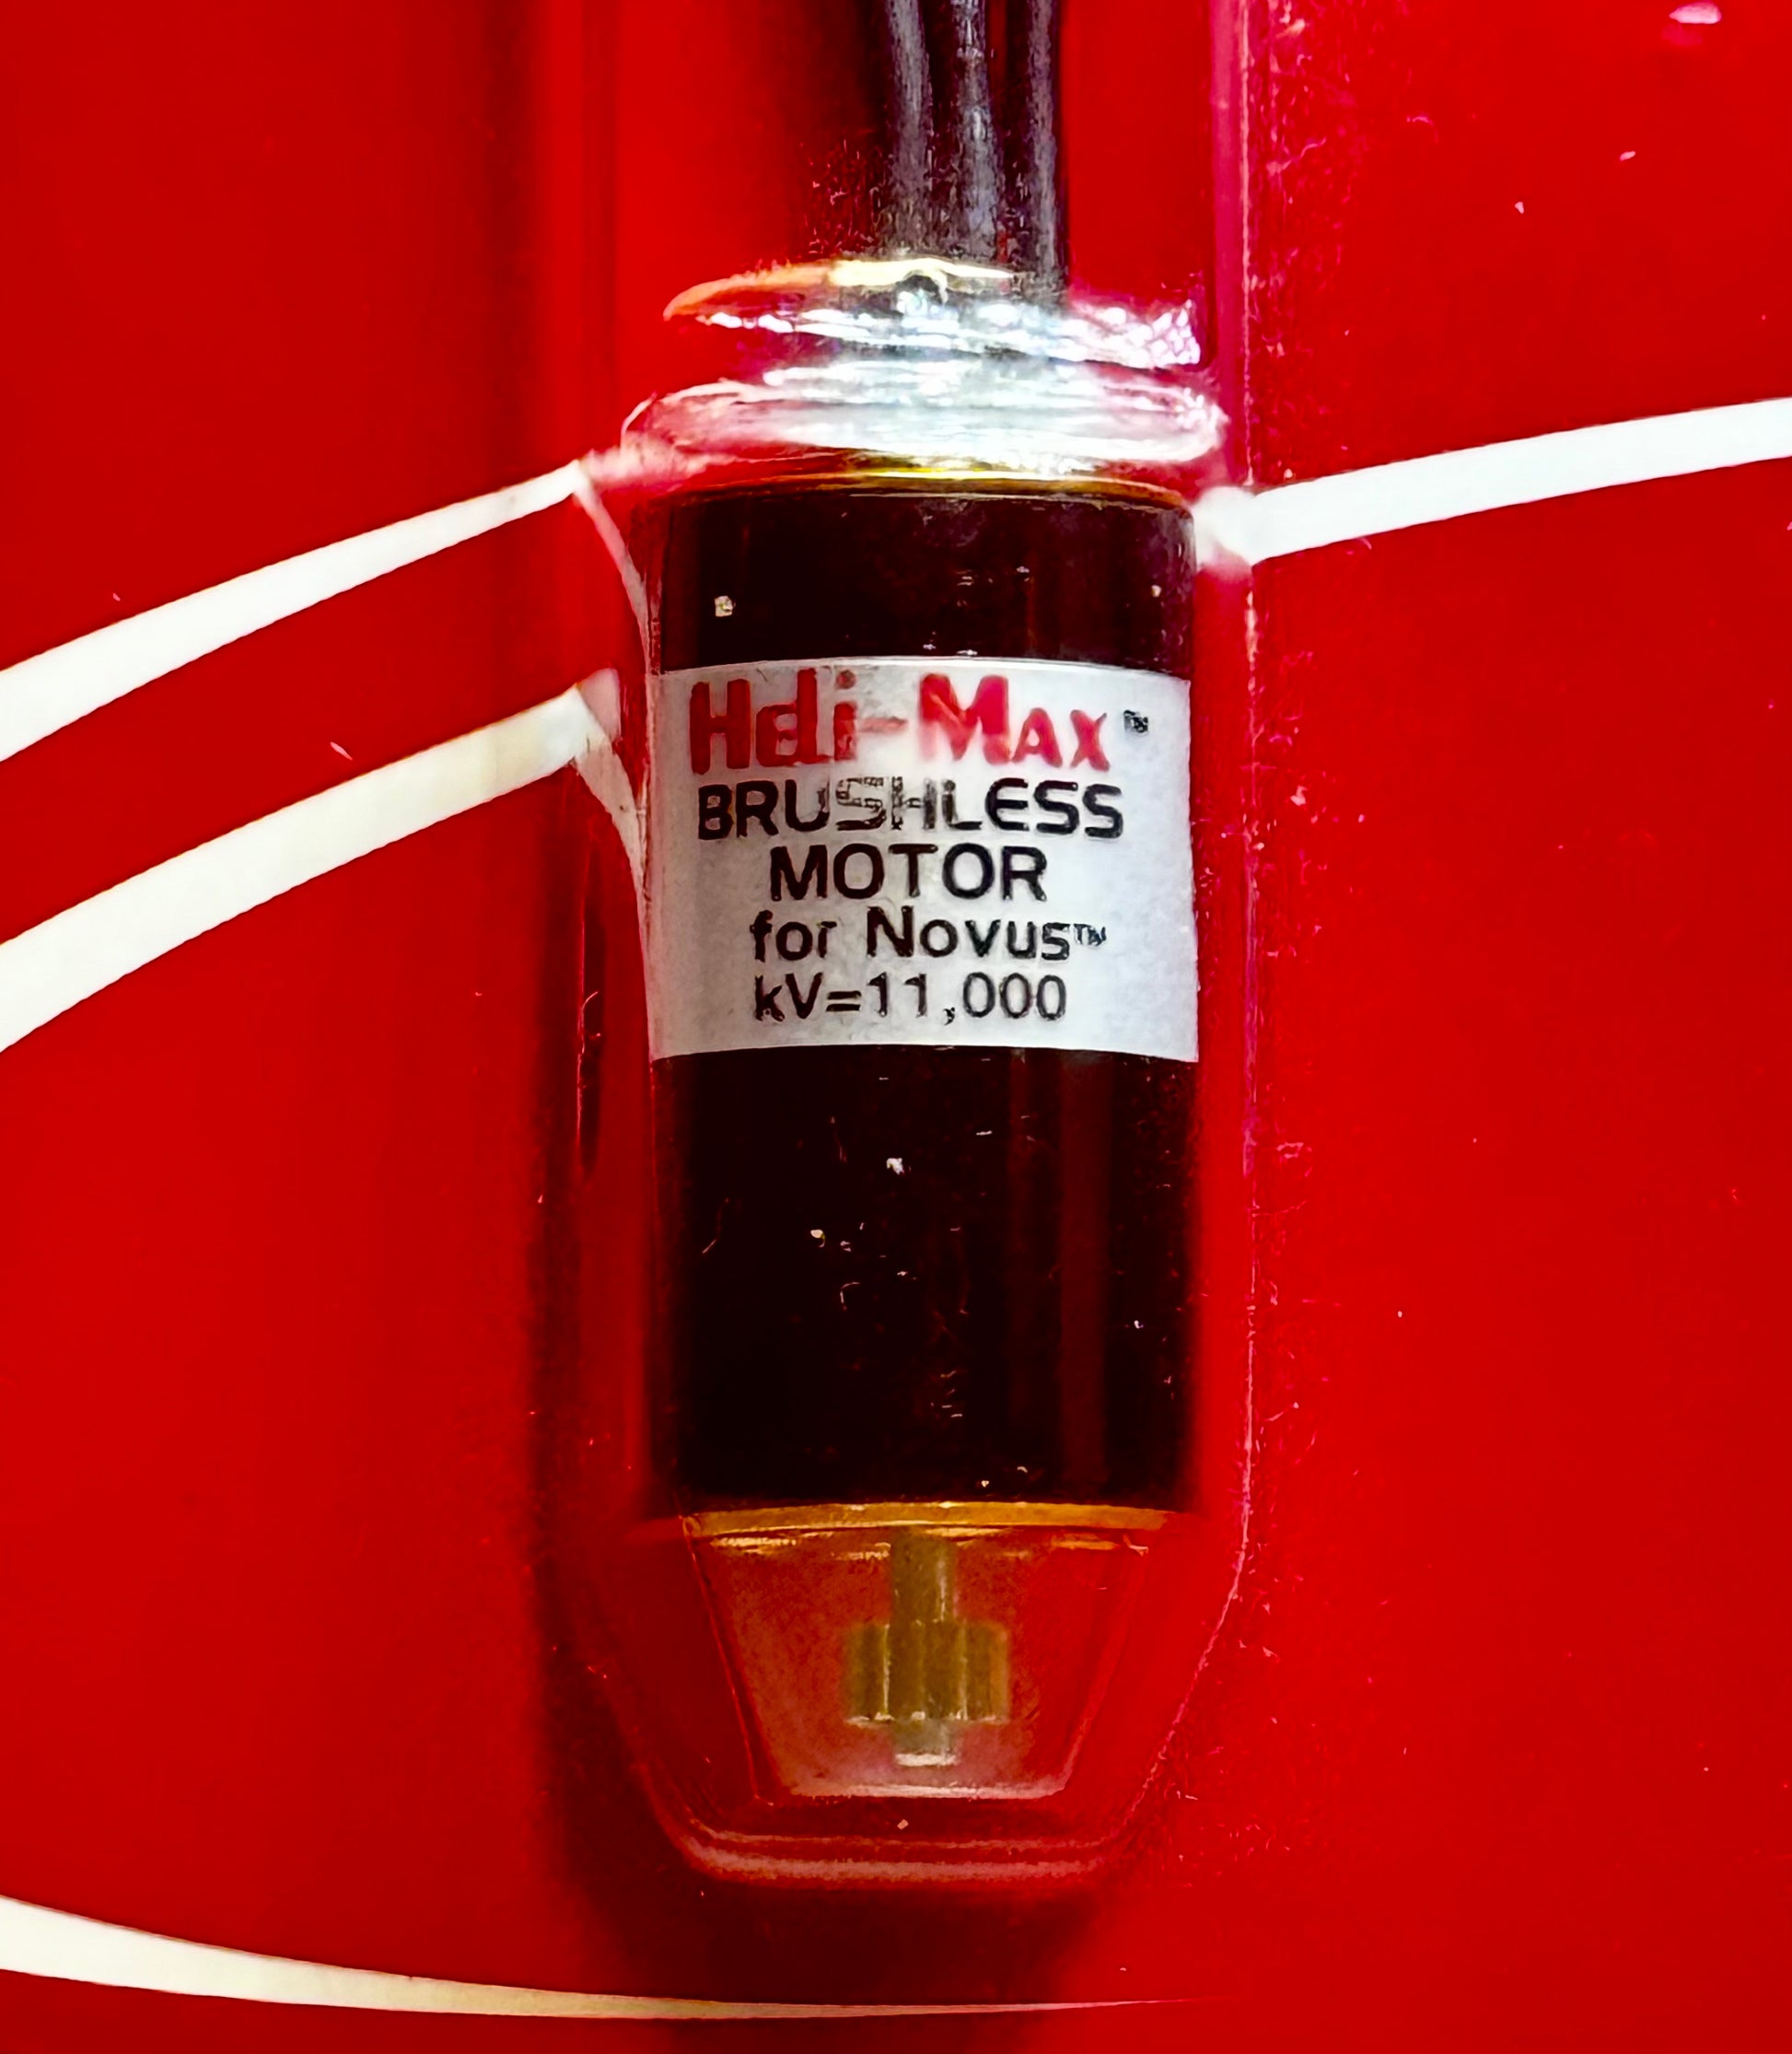 Heli-Max™
BRUSHLESS
MOTOR
for Novus™
kV=11,000